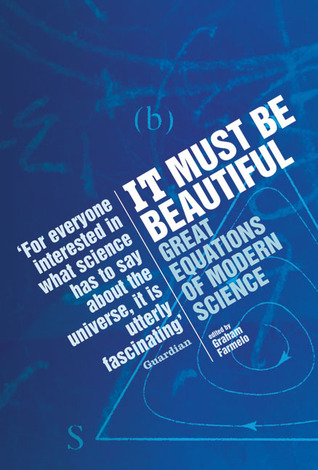 (b)
IT MUST BE
BEAUTIFUL
GREAT
EQUATIONS
OF MODERN
SCIENCE
edited by
Graham
Farmelo
‘For everyone
interested in
what science
has to say
about the
universe, it is
utterly
fascinating’
Guardian
S